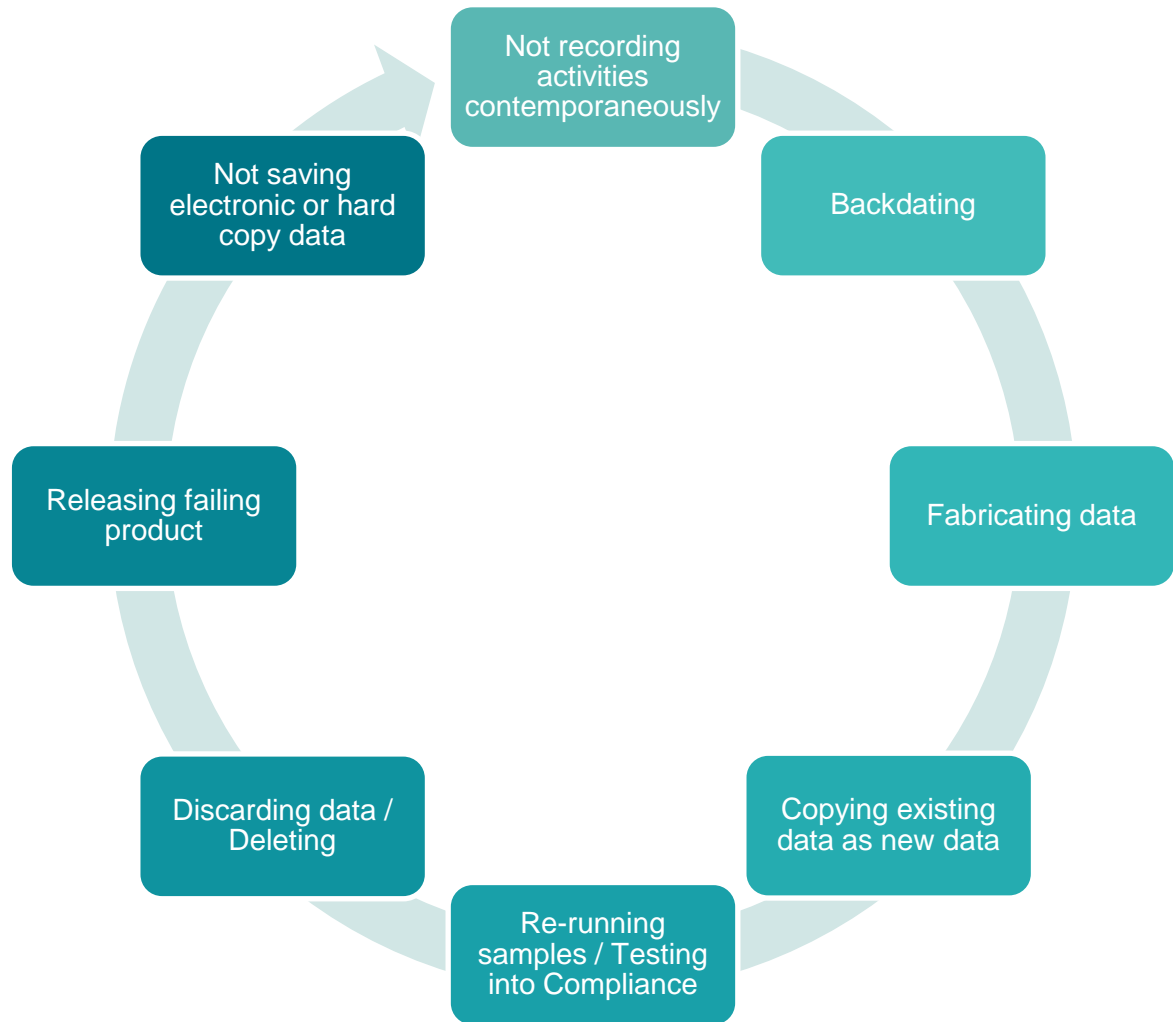 Not recording
activities
contemporaneously
Backdating
Fabricating data
Copying existing
data as new data
Re-running
samples / Testing
into Compliance
Discarding data /
Deleting
Releasing failing
product
Not saving
electronic or hard
copy data